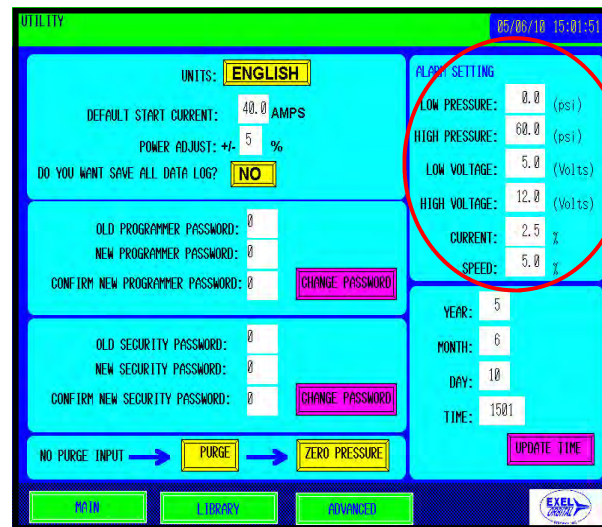 UTILITY
05/06/10 15:01:51
UNITS: ENGLISH
DEFAULT START CURRENT: 40.0 AMPS
POWER ADJUST: +/- 5 %
DO YOU WANT SAVE ALL DATA LOG? NO
ALARM SETTING
LOW PRESSURE: 0.0 (psi)
HIGH PRESSURE: 60.0 (psi)
LOW VOLTAGE: 5.0 (Volts)
HIGH VOLTAGE: 12.0 (Volts)
CURRENT: 2.5 %
SPEED: 5.0 %
OLD PROGRAMMER PASSWORD: 0
NEW PROGRAMMER PASSWORD: 0
CONFIRM NEW PROGRAMMER PASSWORD: 0
CHANGE PASSWORD
OLD SECURITY PASSWORD: 0
NEW SECURITY PASSWORD: 0
CONFIRM NEW SECURITY PASSWORD: 0
CHANGE PASSWORD
YEAR: 5
MONTH: 6
DAY: 10
TIME: 1501
UPDATE TIME
NO PURGE INPUT PURGE ZERO PRESSURE
MAIN LIBRARY ADVANCED
EXEL
ORBITAL